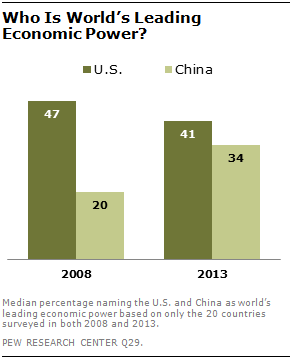 Who Is World's Leading
Economic Power?
U.S. China
47
20
41
34
2008 2013
Median percentage naming the U.S. and China as world's
leading economic power based on only the 20 countries
surveyed in both 2008 and 2013.
PEW RESEARCH CENTER Q29.